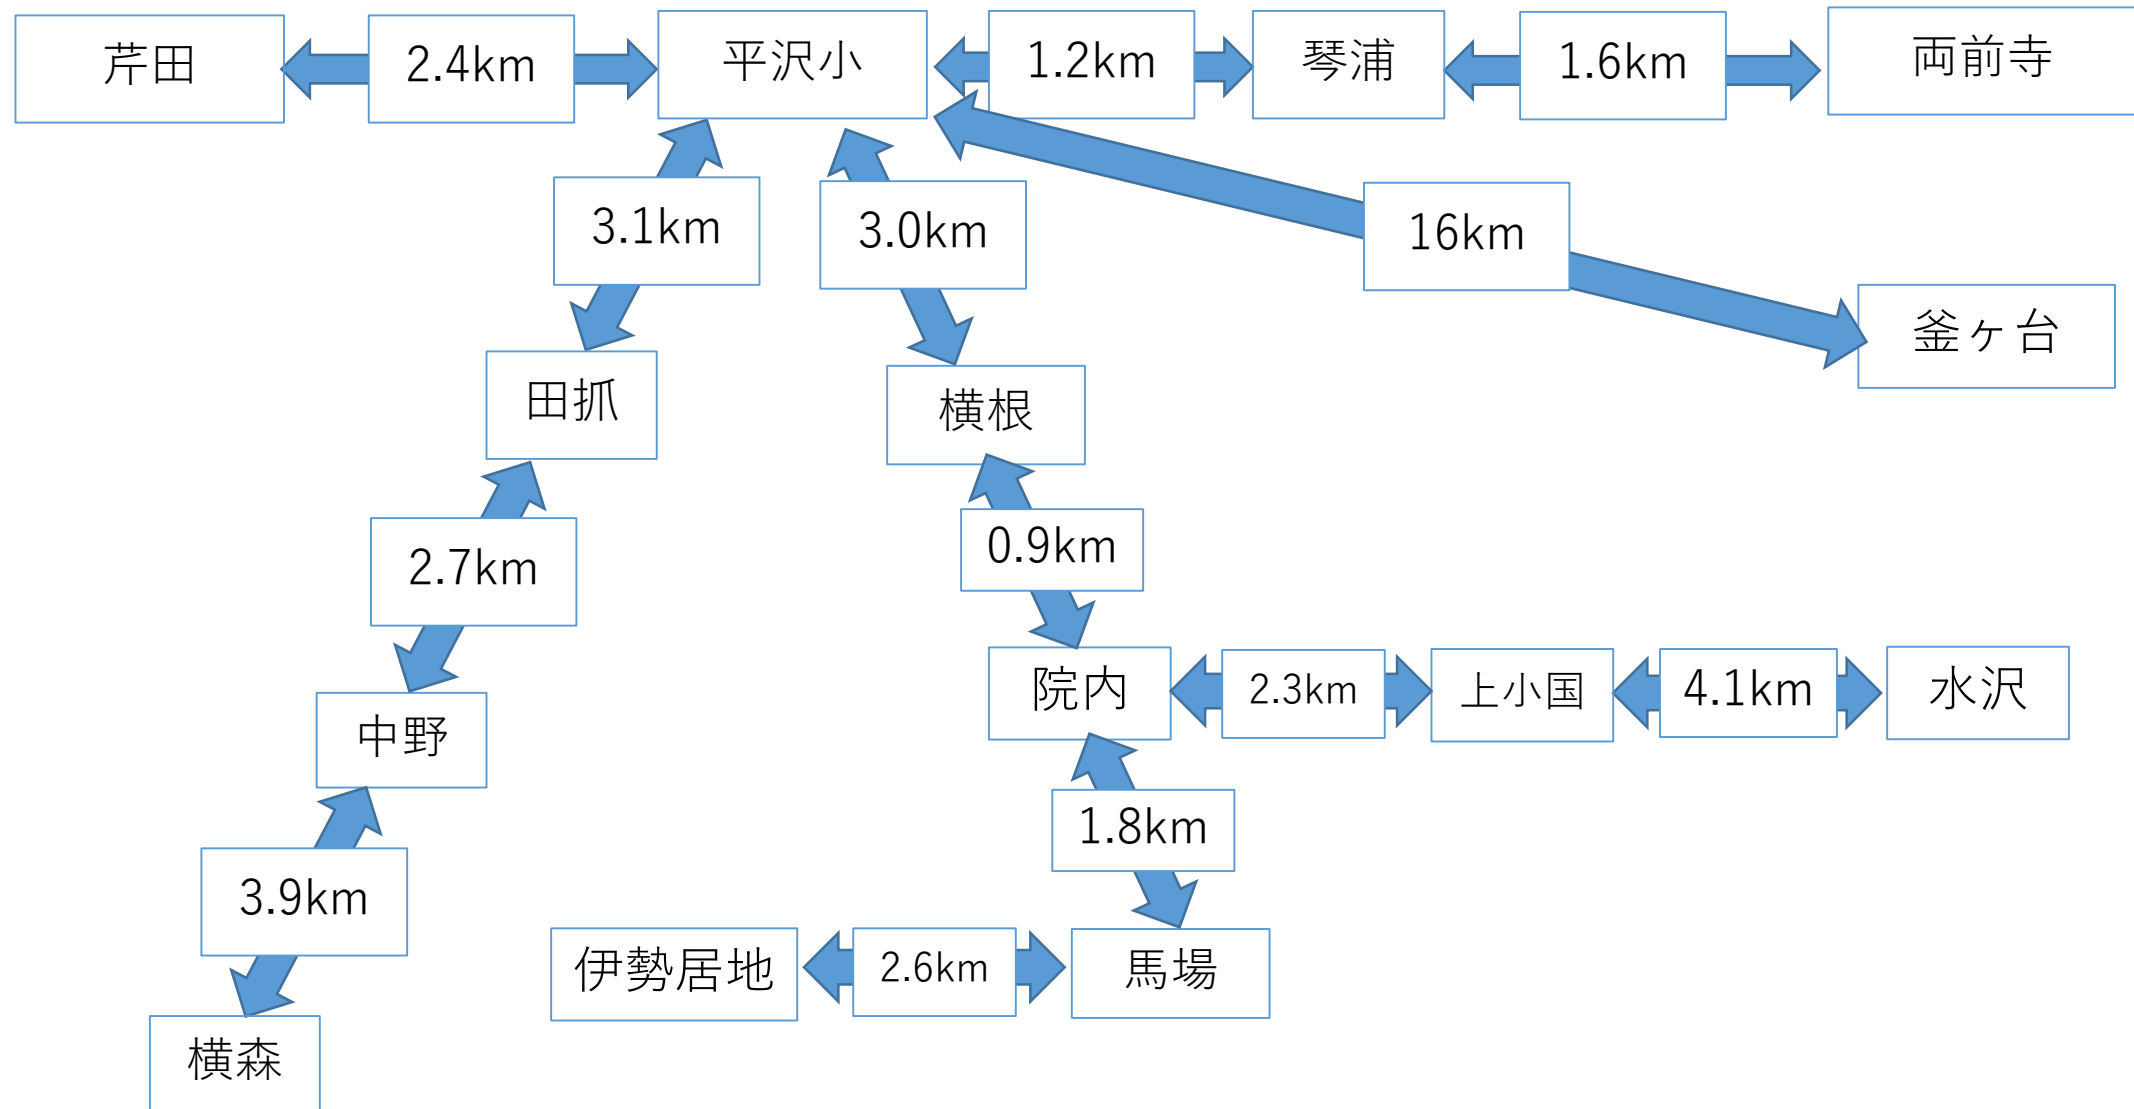 芹田
2.4km
平沢小
1.2km
琴浦
1.6km
両前寺
3.1km
3.0km
16km
釜ヶ台
田抓
横根
2.7km
0.9km
中野
院内
2.3km
上小国
4.1km
水沢
1.8km
3.9km
伊勢居地
2.6km
馬場
横森